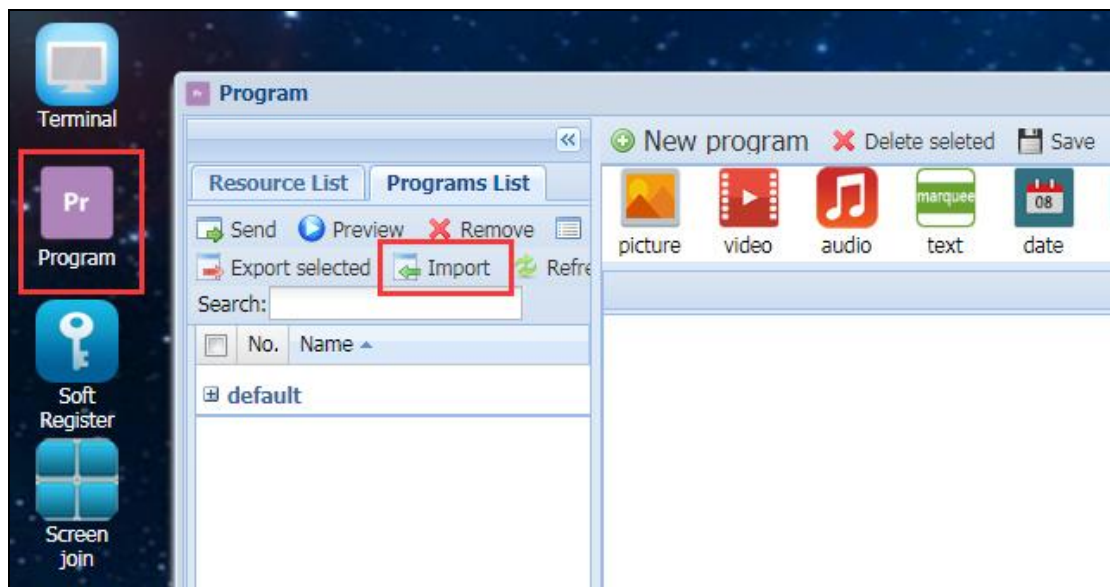 Terminal
Pr
Program
Soft
Register
Screen
join
Program
Resource List Programs List
Send Preview Remove
Export selected Import Refre
Search:
No. Name
default
New program Delete seleted Save
marquee 08
picture video audio text date